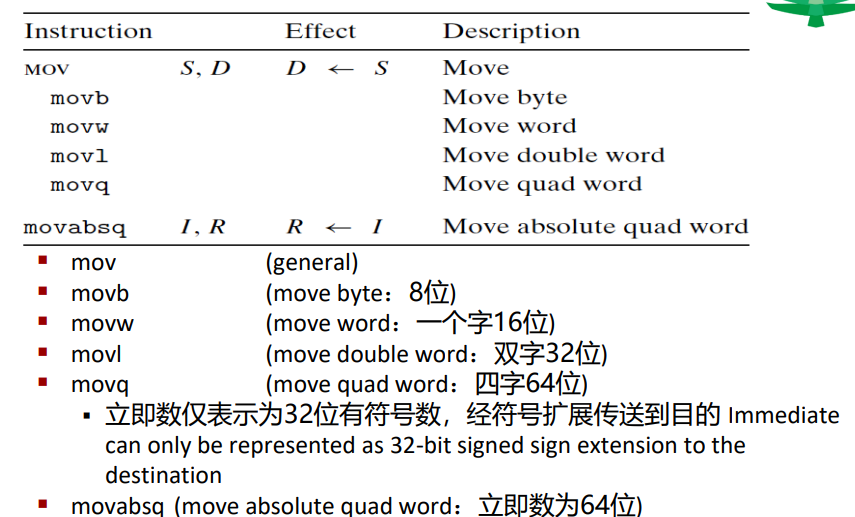 Instruction Effect Description
MOV S, D D ← S Move
movb Move byte
movw Move word
movl Move double word
movq Move quad word
movabsq I, R R ← I Move absolute quad word
▪ mov (general)
▪ movb (move byte：8位)
▪ movw (move word：一个字16位)
▪ movl (move double word：双字32位)
▪ movq (move quad word：四字64位)
▪ 立即数仅表示为32位有符号数，经符号扩展传送到目的 Immediate
can only be represented as 32-bit signed sign extension to the
destination
▪ movabsq (move absolute quad word：立即数为64位)